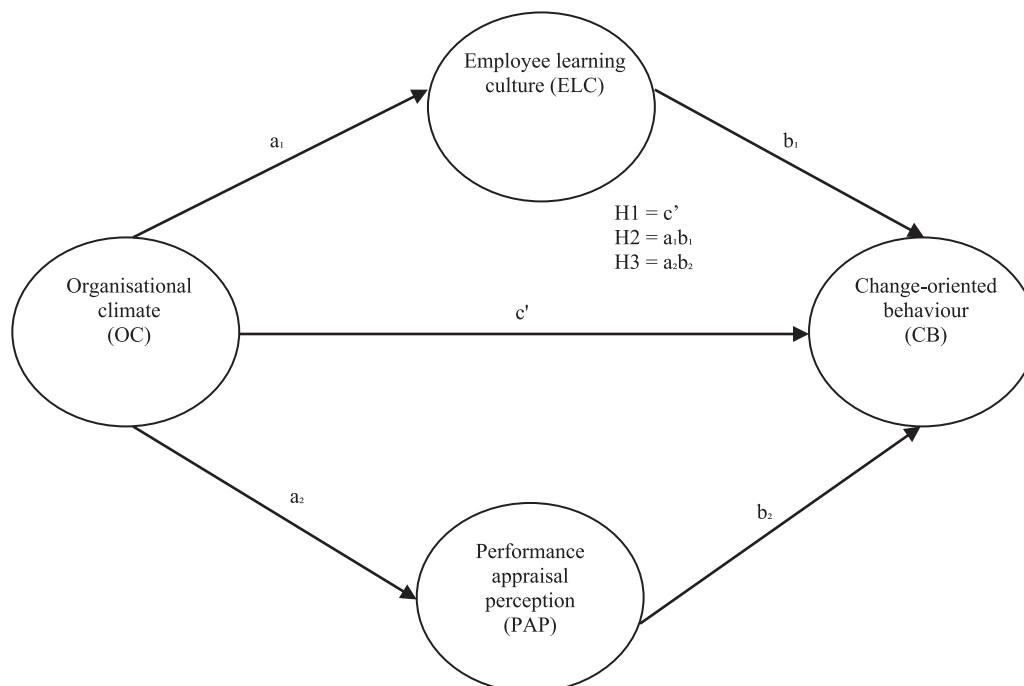 Employee learning
culture (ELC)
a₁
b₁
H1 = c’
H2 = a₁b₁
H3 = a₂b₂
Organisational
climate
(OC)
c'
Change-oriented
behaviour
(CB)
a₂
b₂
Performance
appraisal
perception
(PAP)